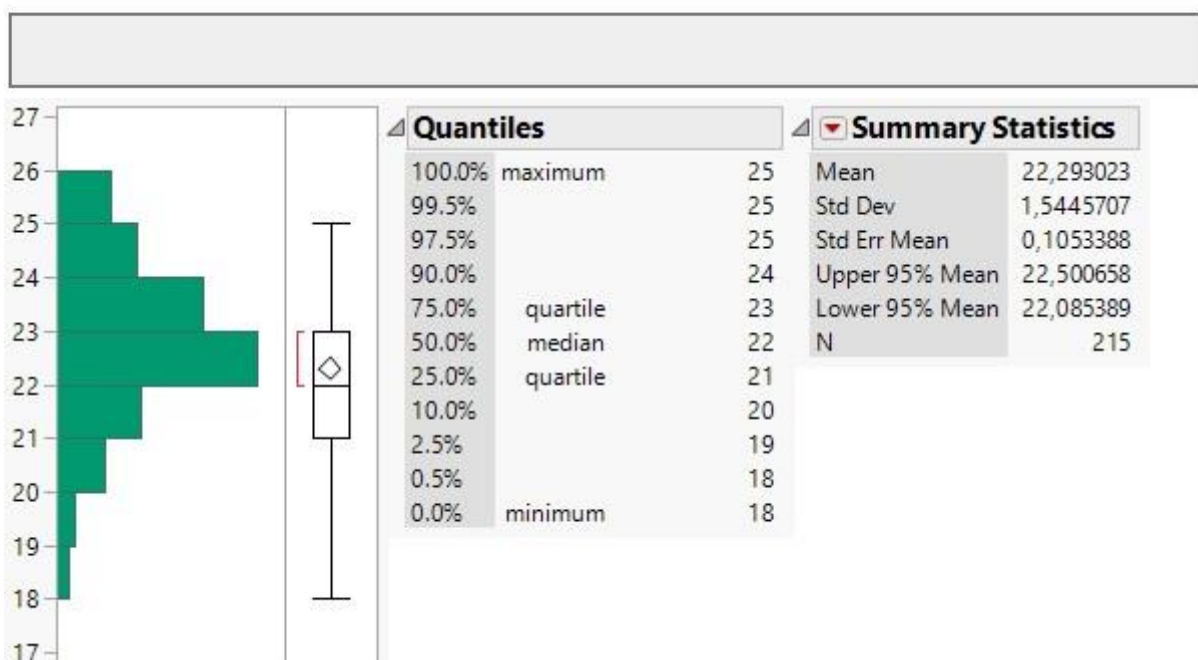 27
26
25
24
23
22
21
20
19
18
17
Quantiles
100.0% maximum 25
99.5% 25
97.5% 25
90.0% 24
75.0% quartile 23
50.0% median 22
25.0% quartile 21
10.0% 20
2.5% 19
0.5% 18
0.0% minimum 18
Summary Statistics
Mean 22,293023
Std Dev 1,5445707
Std Err Mean 0,1053388
Upper 95% Mean 22,500658
Lower 95% Mean 22,085389
N 215